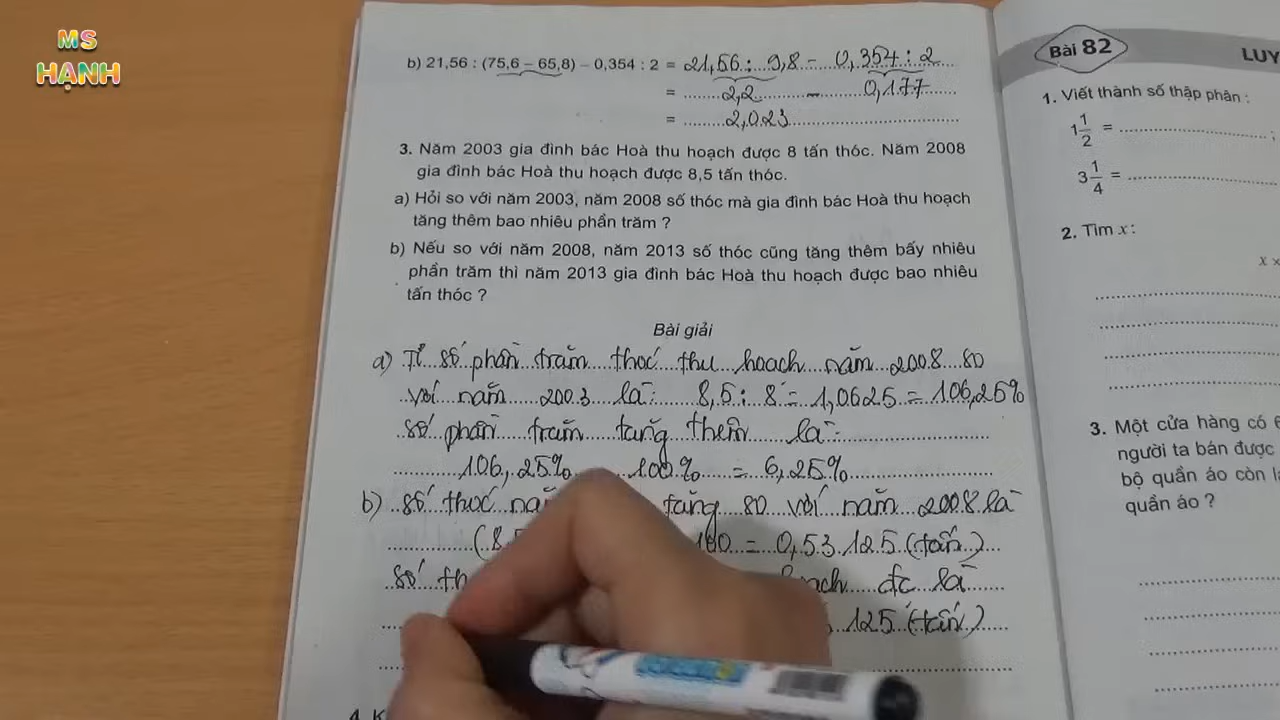 MS
HẠNH
b) 21,56 : (75,6 – 65,8) – 0,354 : 2 = 21,56 : 9,8 – 0,354 : 2
= 2,2 – 0,177
= 2,023
3. Năm 2003 gia đình bác Hoà thu hoạch được 8 tấn thóc. Năm 2008
gia đình bác Hoà thu hoạch được 8,5 tấn thóc.
a) Hỏi so với năm 2003, năm 2008 số thóc mà gia đình bác Hoà thu hoạch
tăng thêm bao nhiêu phần trăm ?
b) Nếu so với năm 2008, năm 2013 số thóc cũng tăng thêm bấy nhiêu
phần trăm thì năm 2013 gia đình bác Hoà thu hoạch được bao nhiêu
tấn thóc ?
Bài giải
a) Tỉ số phần trăm thóc thu hoạch năm 2008 so
với năm 2003 là: 8,5 : 8 = 1,0625 = 106,25%
số phần trăm tăng thêm là:
106,25% 100% = 6,25%
b) số thóc tăng so với năm 2008 là
(8,5 100 = 0,53125 (tấn)
số đc là
125 (tấn)
4.
Bài 82
LUY
1. Viết thành số thập phân :
1 1/2 = ;
3 1/4 =
2. Tìm x :
x ×
3. Một cửa hàng có 6
người ta bán được
bộ quần áo còn
quần áo ?